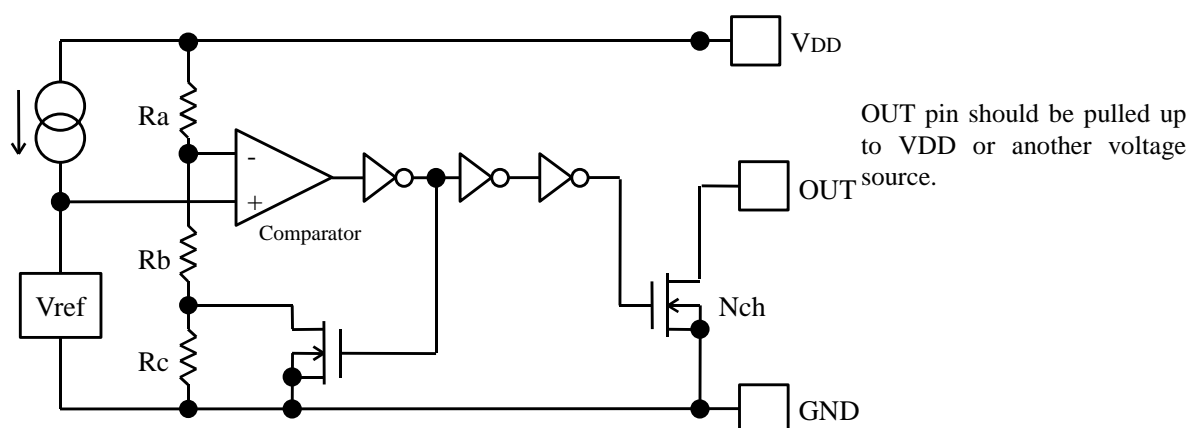 VDD
Ra
OUT pin should be pulled up
to VDD or another voltage
source.
-
+
Comparator
OUT
Rb
Vref
Nch
Rc
GND